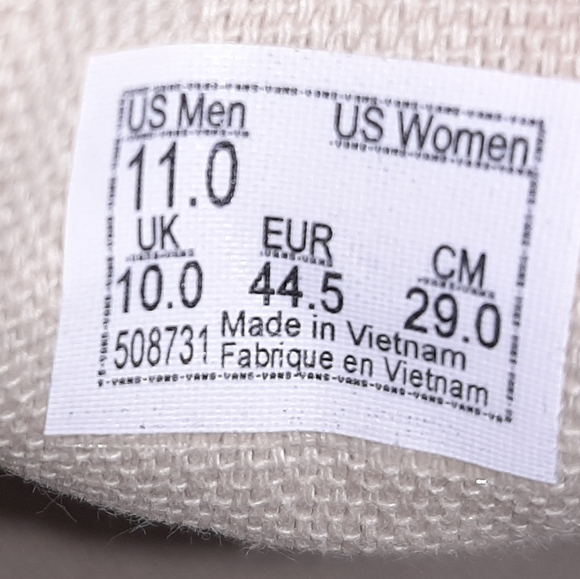 US Men US Women
11.0
UK EUR CM
10.0 44.5 29.0
508731 Made in Vietnam
Fabrique en Vietnam